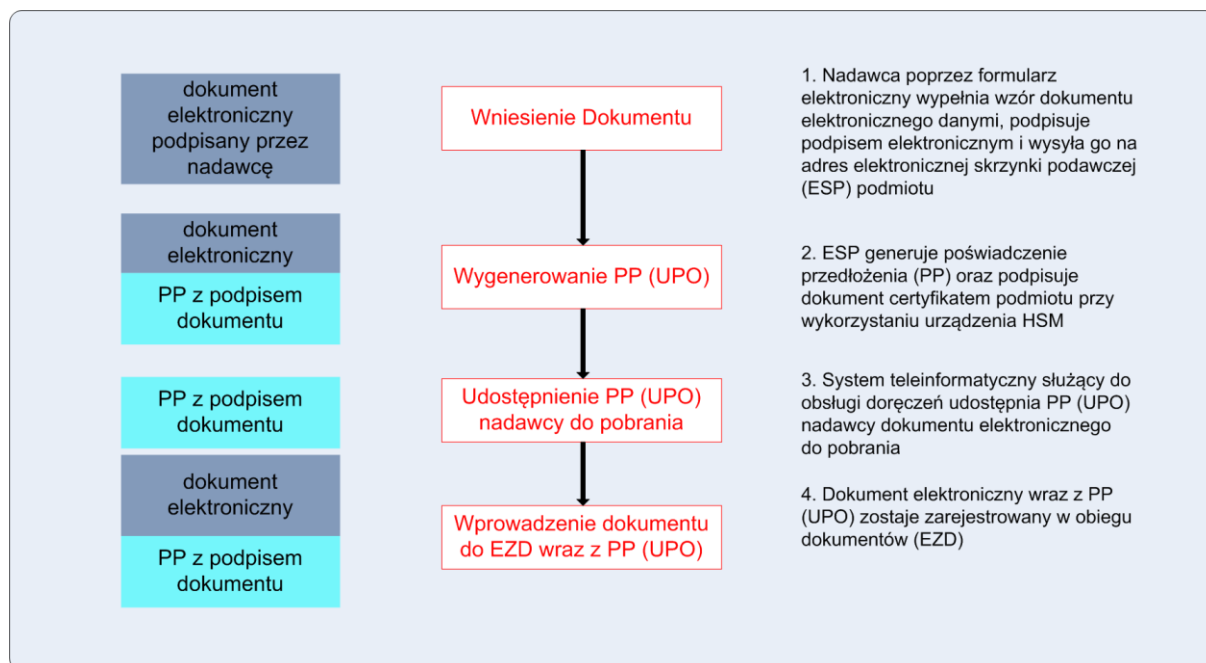 dokument
elektroniczny
podpisany przez
nadawcę
Wniesienie Dokumentu
1. Nadawca poprzez formularz
elektroniczny wypełnia wzór dokumentu
elektronicznego danymi, podpisuje
podpisem elektronicznym i wysyła go na
adres elektronicznej skrzynki podawczej
(ESP) podmiotu
dokument
elektroniczny
PP z podpisem
dokumentu
Wygenerowanie PP (UPO)
2. ESP generuje poświadczenie
przedłożenia (PP) oraz podpisuje
dokument certyfikatem podmiotu przy
wykorzystaniu urządzenia HSM
PP z podpisem
dokumentu
Udostępnienie PP (UPO)
nadawcy do pobrania
3. System teleinformatyczny służący do
obsługi doręczeń udostępnia PP (UPO)
nadawcy dokumentu elektronicznego
do pobrania
dokument
elektroniczny
PP z podpisem
dokumentu
Wprowadzenie dokumentu
do EZD wraz z PP (UPO)
4. Dokument elektroniczny wraz z PP
(UPO) zostaje zarejestrowany w obiegu
dokumentów (EZD)